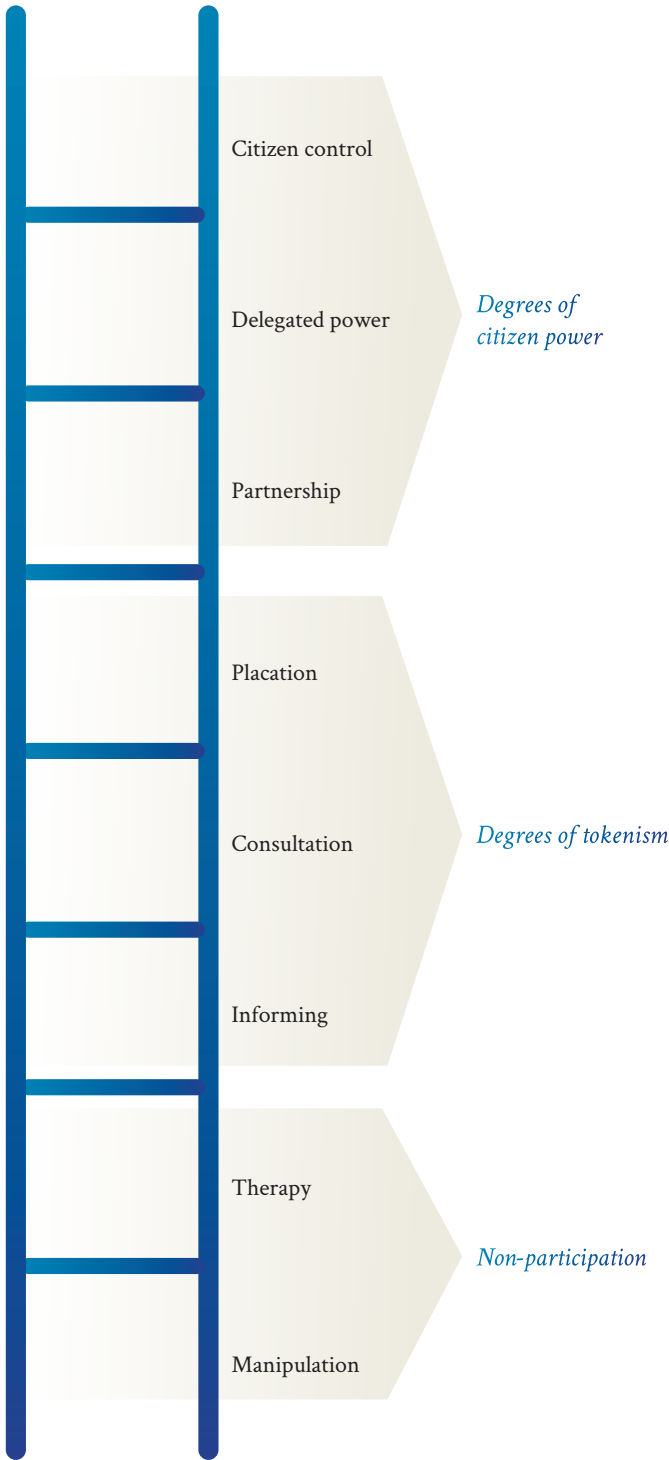 Citizen control
Delegated power
Degrees of
citizen power
Partnership
Placation
Consultation
Degrees of tokenism
Informing
Therapy
Non-participation
Manipulation